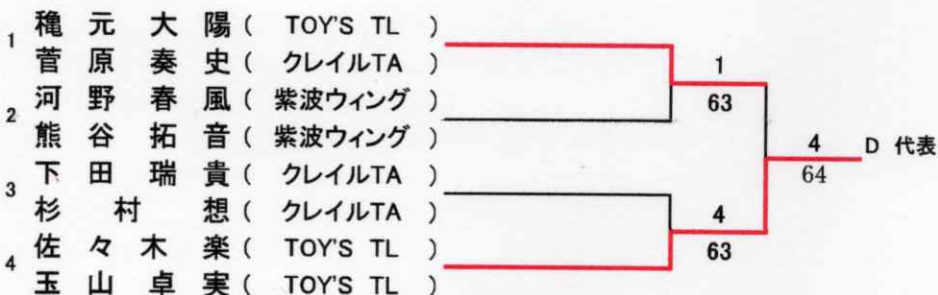 1
穐元大陽 ( TOY'S TL )
菅原奏史 ( クレイルTA )
2
河野春風 ( 紫波ウィング )
熊谷拓音 ( 紫波ウィング )
3
下田瑞貴 ( クレイルTA )
杉村想 ( クレイルTA )
4
佐々木楽 ( TOY'S TL )
玉山卓実 ( TOY'S TL )
1
63
4
63
4
64
D 代表